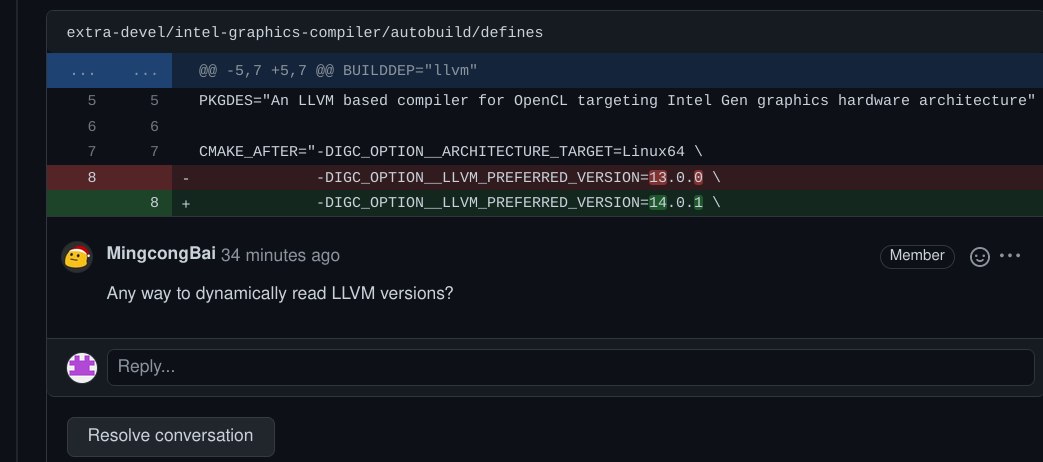 extra-devel/intel-graphics-compiler/autobuild/defines
... ... @@ -5,7 +5,7 @@ BUILDDEP="llvm"
5 5 PKGDES="An LLVM based compiler for OpenCL targeting Intel Gen graphics hardware architecture"
6 6
7 7 CMAKE_AFTER="-DIGC_OPTION__ARCHITECTURE_TARGET=Linux64 \
8 - -DIGC_OPTION__LLVM_PREFERRED_VERSION=13.0.0 \
8 + -DIGC_OPTION__LLVM_PREFERRED_VERSION=14.0.1 \
MingcongBai 34 minutes ago Member ...
Any way to dynamically read LLVM versions?
Reply...
Resolve conversation